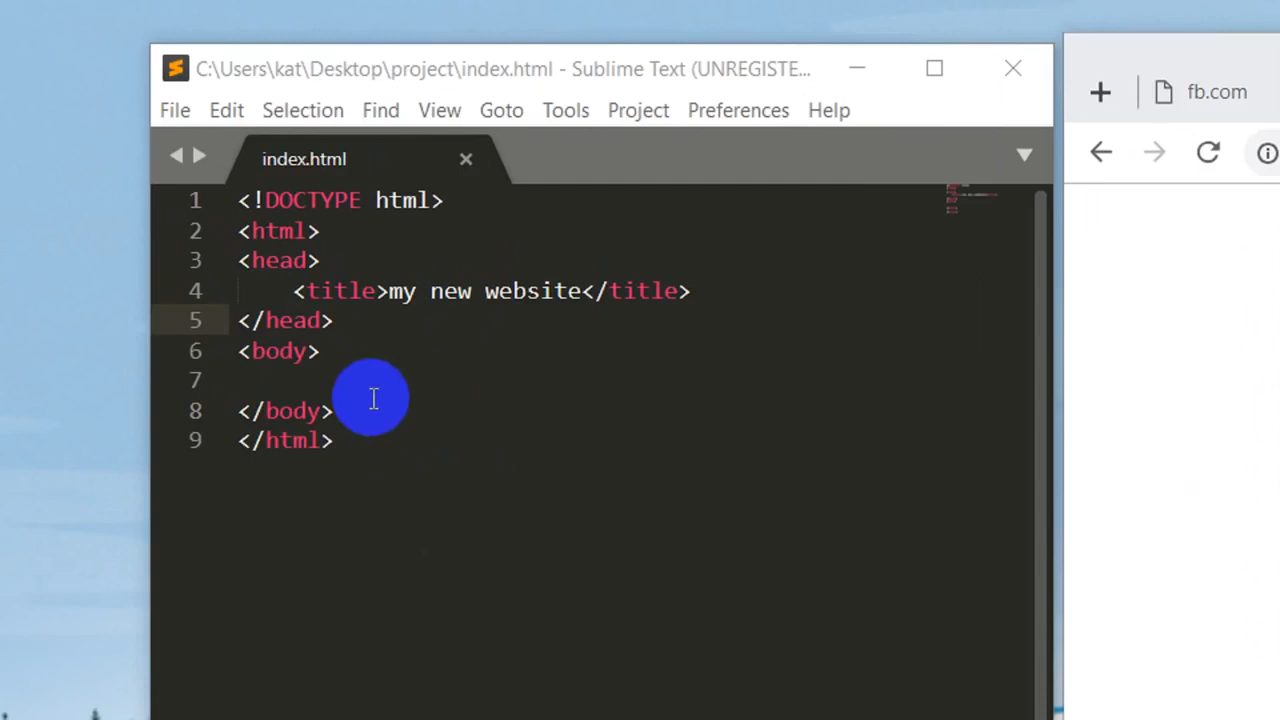 C:\Users\kat\Desktop\project\index.html - Sublime Text (UNREGISTE...
File Edit Selection Find View Goto Tools Project Preferences Help
index.html
1 <!DOCTYPE html>
2 <html>
3 <head>
4 <title>my new website</title>
5 </head>
6 <body>
7
8 </body>
9 </html>
fb.com